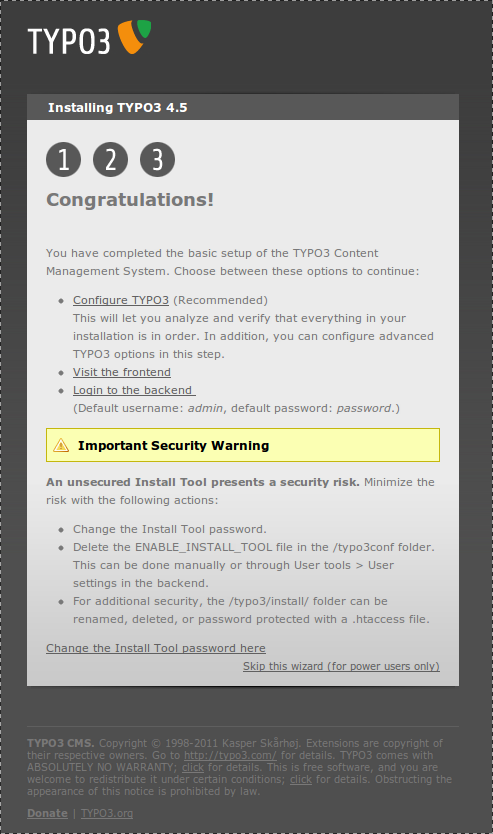 TYPO3
Installing TYPO3 4.5
1 2 3
Congratulations!
You have completed the basic setup of the TYPO3 Content
Management System. Choose between these options to continue:
Configure TYPO3 (Recommended)
This will let you analyze and verify that everything in your
installation is in order. In addition, you can configure advanced
TYPO3 options in this step.
Visit the frontend
Login to the backend
(Default username: admin, default password: password.)
Important Security Warning
An unsecured Install Tool presents a security risk. Minimize the
risk with the following actions:
Change the Install Tool password.
Delete the ENABLE_INSTALL_TOOL file in the /typo3conf folder.
This can be done manually or through User tools > User
settings in the backend.
For additional security, the /typo3/install/ folder can be
renamed, deleted, or password protected with a .htaccess file.
Change the Install Tool password here
Skip this wizard (for power users only)
TYPO3 CMS. Copyright © 1998-2011 Kasper Skårhøj. Extensions are copyright of
their respective owners. Go to http://typo3.com/ for details. TYPO3 comes with
ABSOLUTELY NO WARRANTY; click for details. This is free software, and you are
welcome to redistribute it under certain conditions; click for details. Obstructing the
appearance of this notice is prohibited by law.
Donate | TYPO3.org